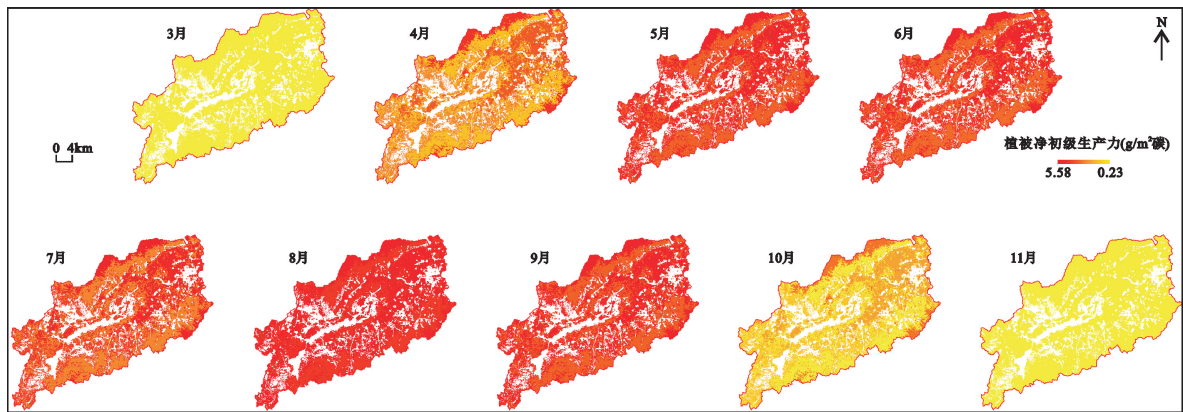 3月
4月
5月
6月
N
0 4km
植被净初级生产力(g/m²碳)
5.58 0.23
7月
8月
9月
10月
11月